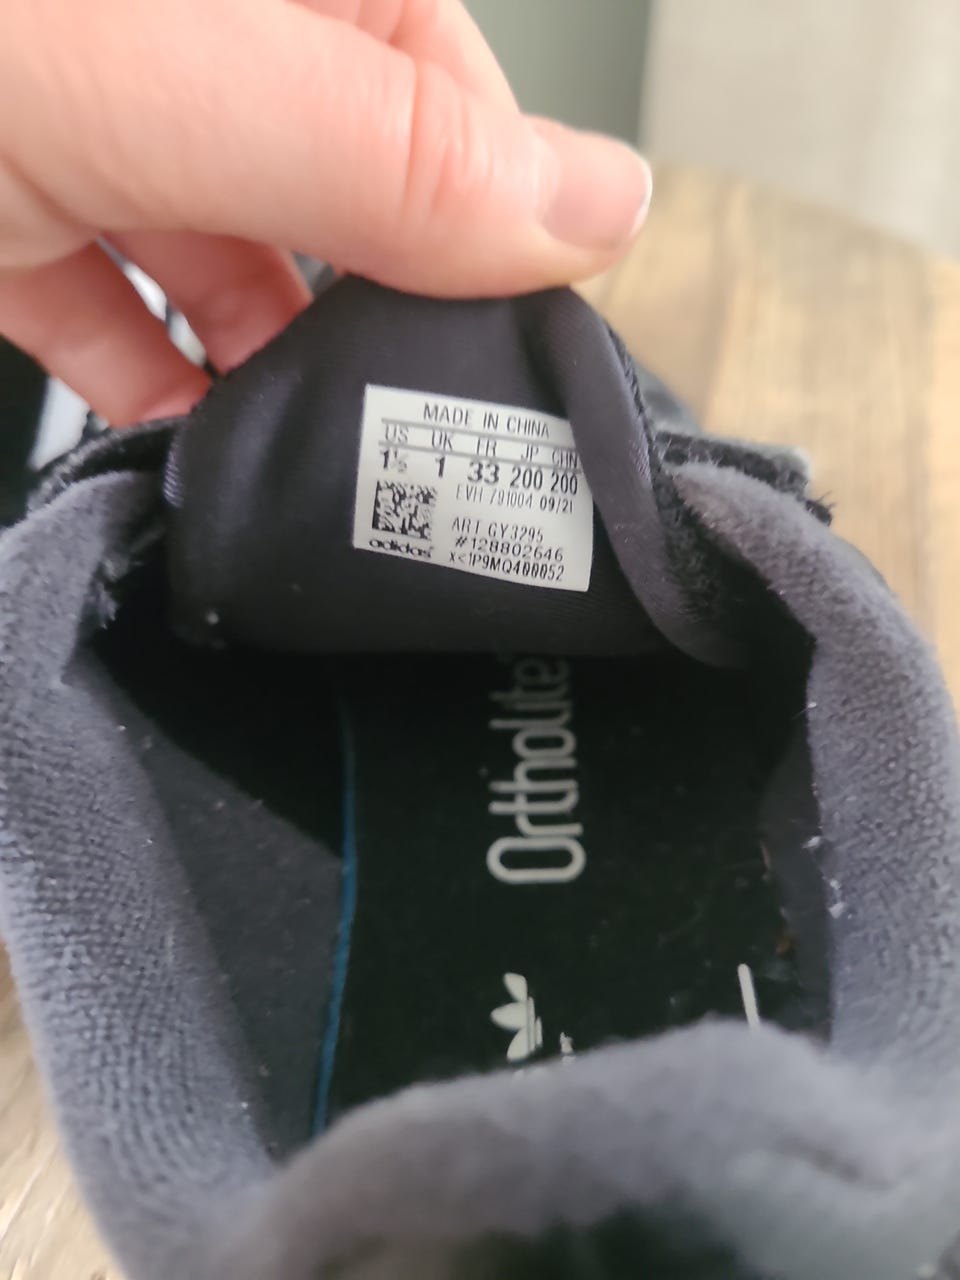 MADE IN CHINA
US UK FR JP CHN
1½ 1 33 200 200
EVH 791004 09/21
ART GY3295
#128802646
adidas x<1P9MQ400052
Ortholite